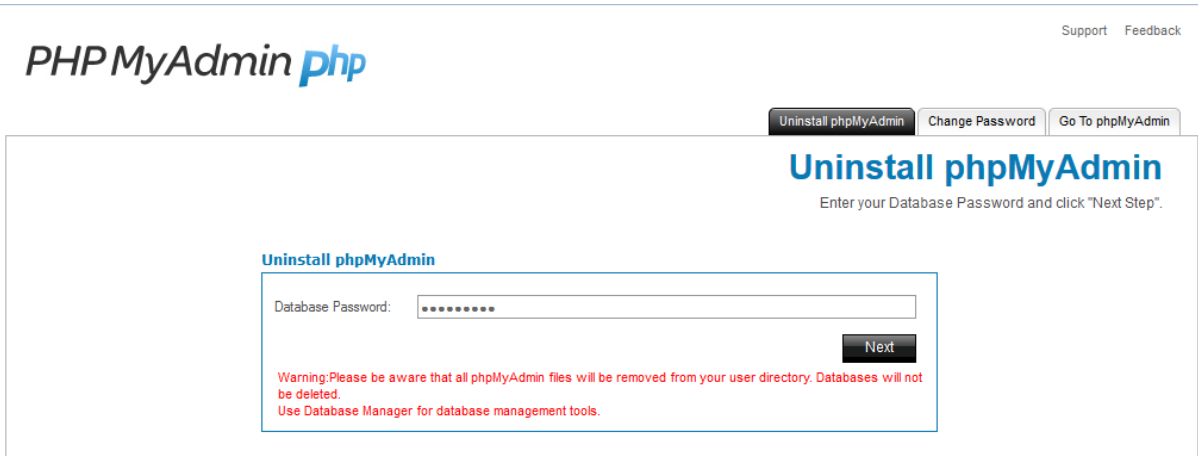 Support Feedback
PHP MyAdmin php
Uninstall phpMyAdmin Change Password Go To phpMyAdmin
Uninstall phpMyAdmin
Enter your Database Password and click "Next Step".
Uninstall phpMyAdmin
Database Password: •••••••••
Next
Warning:Please be aware that all phpMyAdmin files will be removed from your user directory. Databases will not
be deleted.
Use Database Manager for database management tools.